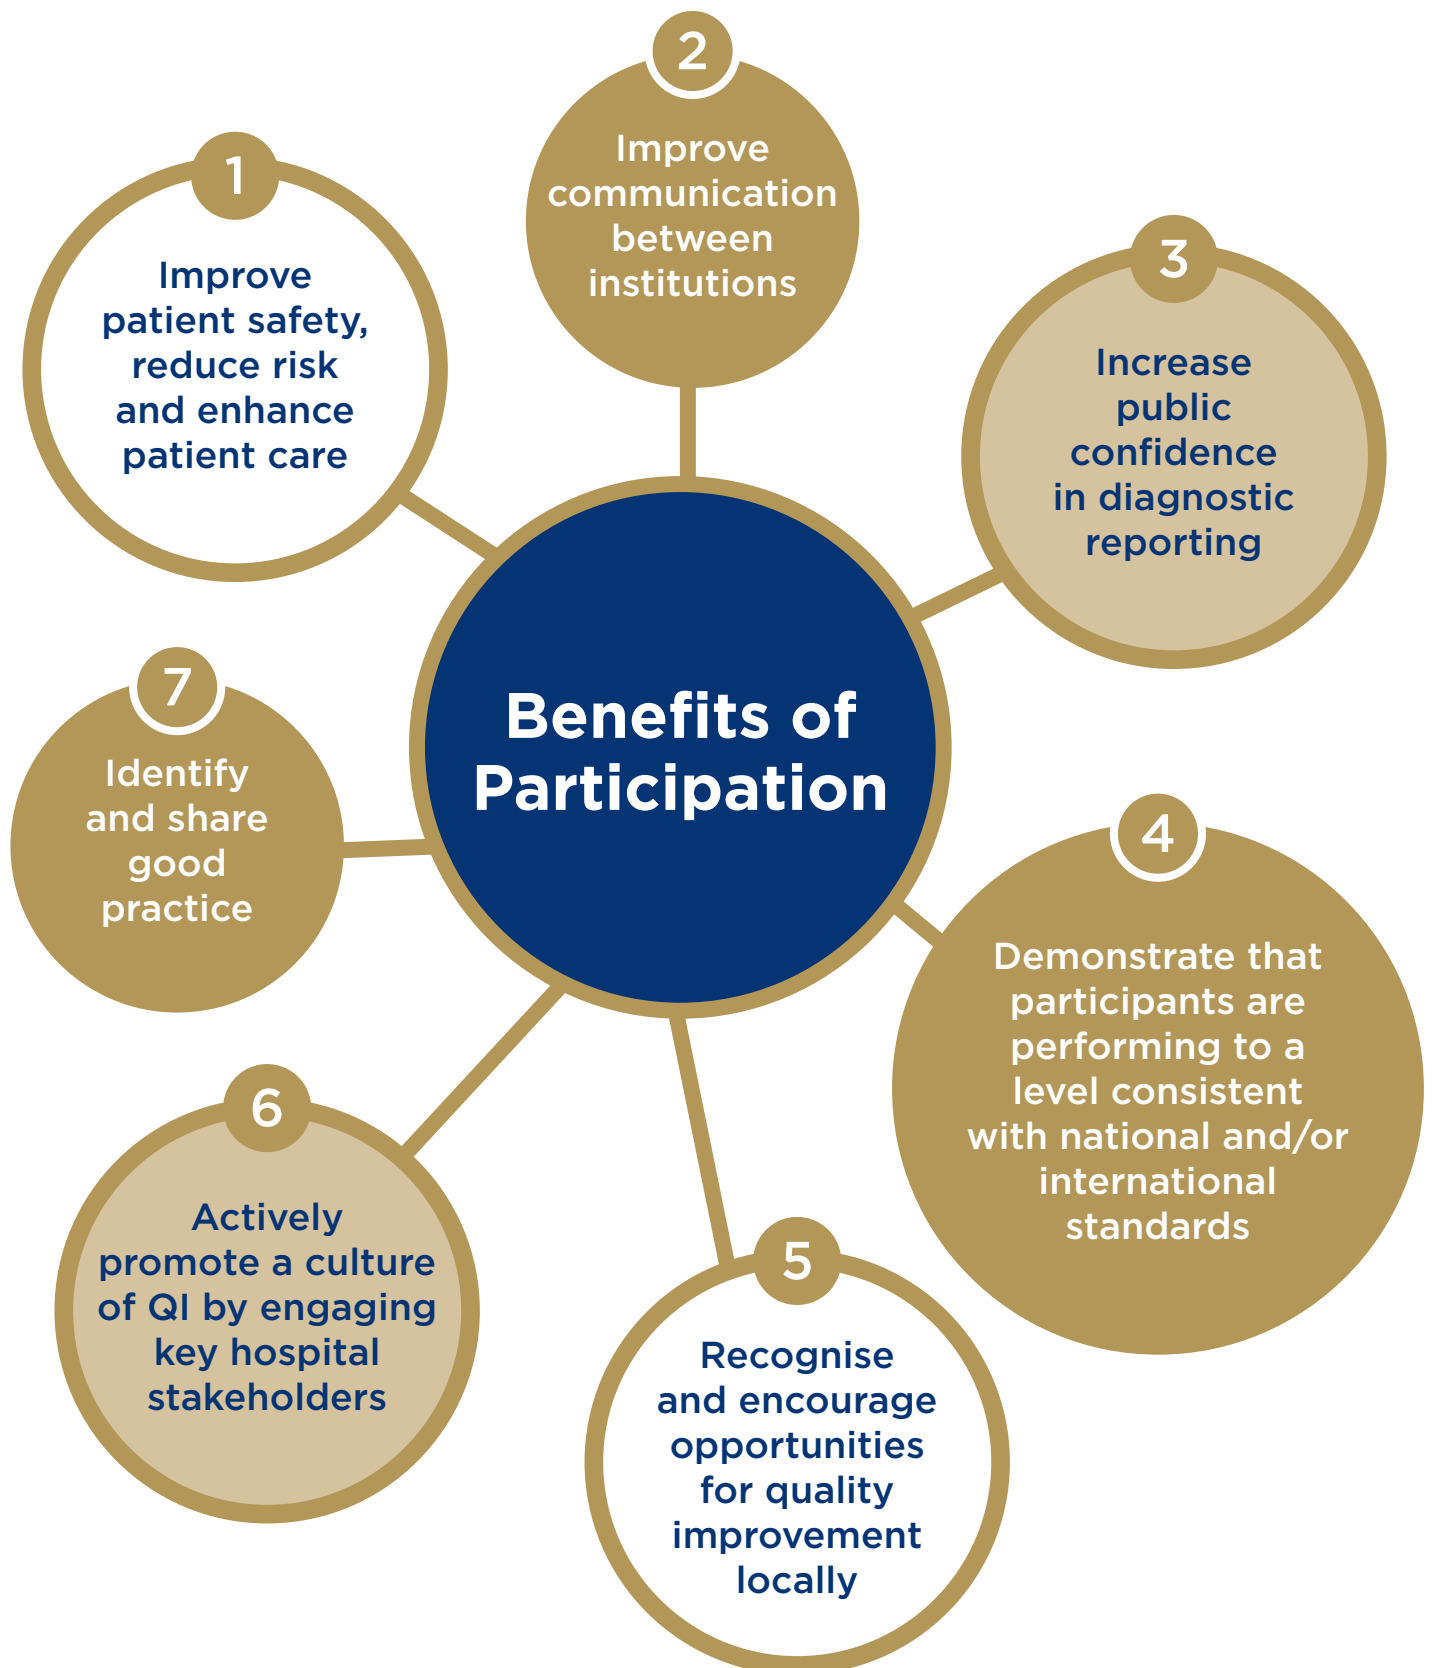 Benefits of
Participation
1
Improve
patient safety,
reduce risk
and enhance
patient care
2
Improve
communication
between
institutions
3
Increase
public
confidence
in diagnostic
reporting
4
Demonstrate that
participants are
performing to a
level consistent
with national and/or
international
standards
5
Recognise
and encourage
opportunities
for quality
improvement
locally
6
Actively
promote a culture
of QI by engaging
key hospital
stakeholders
7
Identify
and share
good
practice